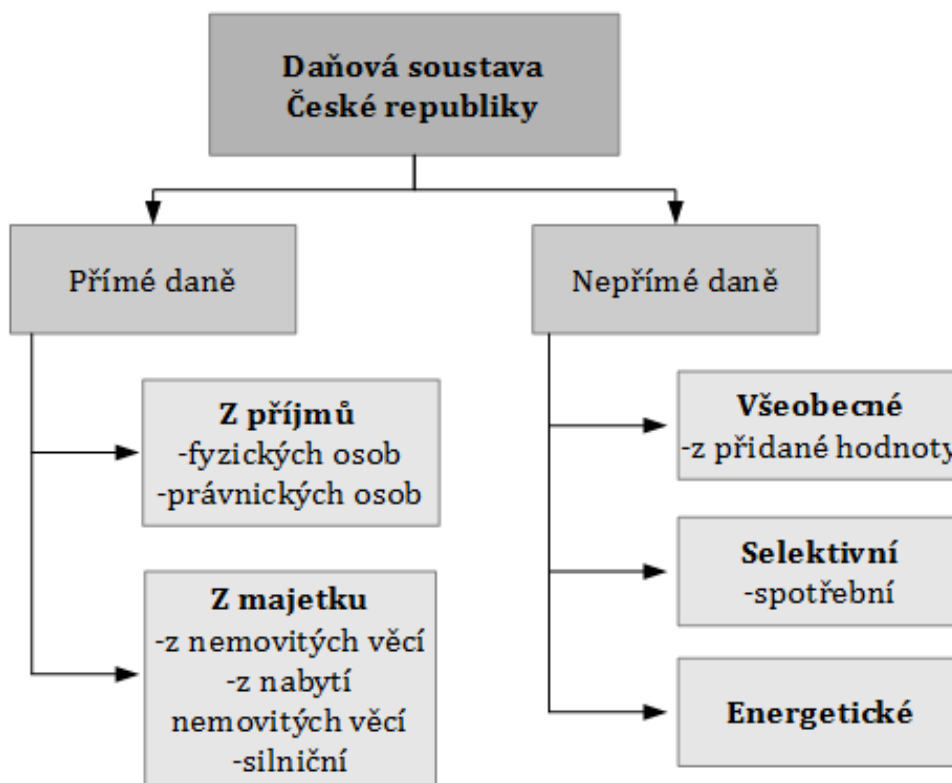 Daňová soustava
České republiky
Přímé daně
Z příjmů
-fyzických osob
-právnických osob
Z majetku
-z nemovitých věcí
-z nabytí
nemovitých věcí
-silniční
Nepřímé daně
Všeobecné
-z přidané hodnoty
Selektivní
-spotřební
Energetické